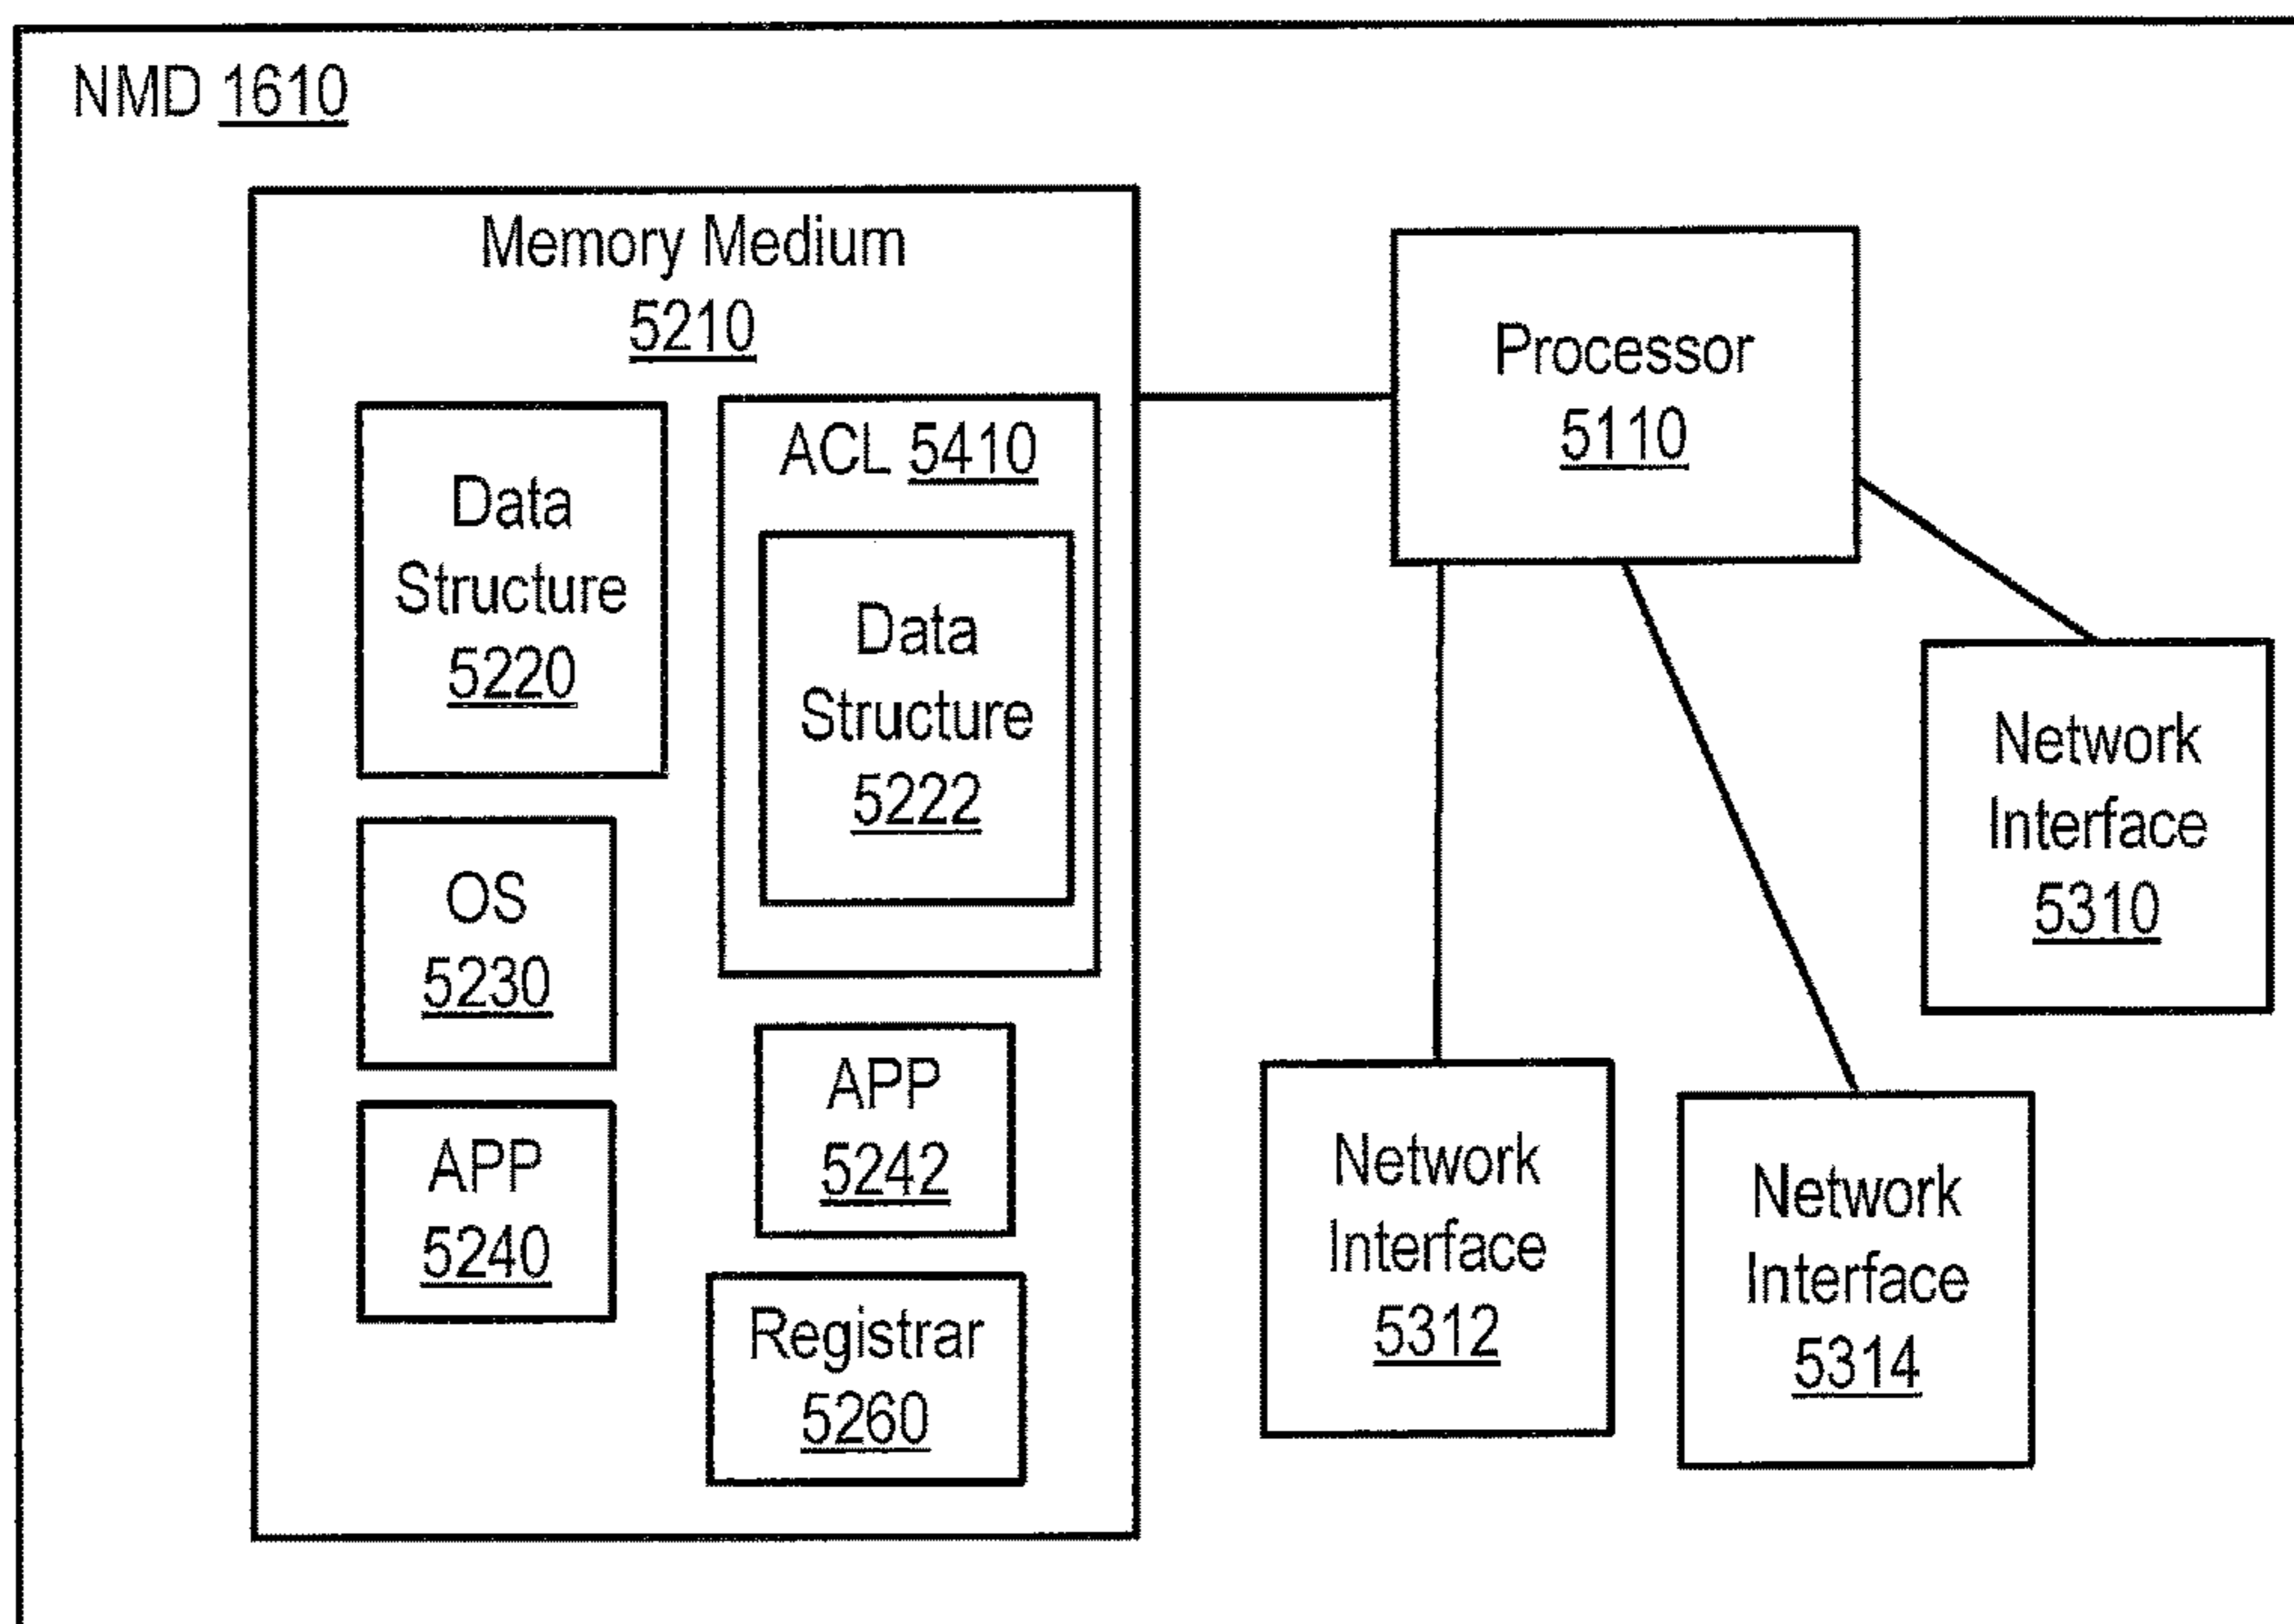 NMD 1610
Memory Medium
5210
Data
Structure
5220
ACL 5410
Data
Structure
5222
OS
5230
APP
5240
APP
5242
Registrar
5260
Processor
5110
Network
Interface
5310
Network
Interface
5312
Network
Interface
5314